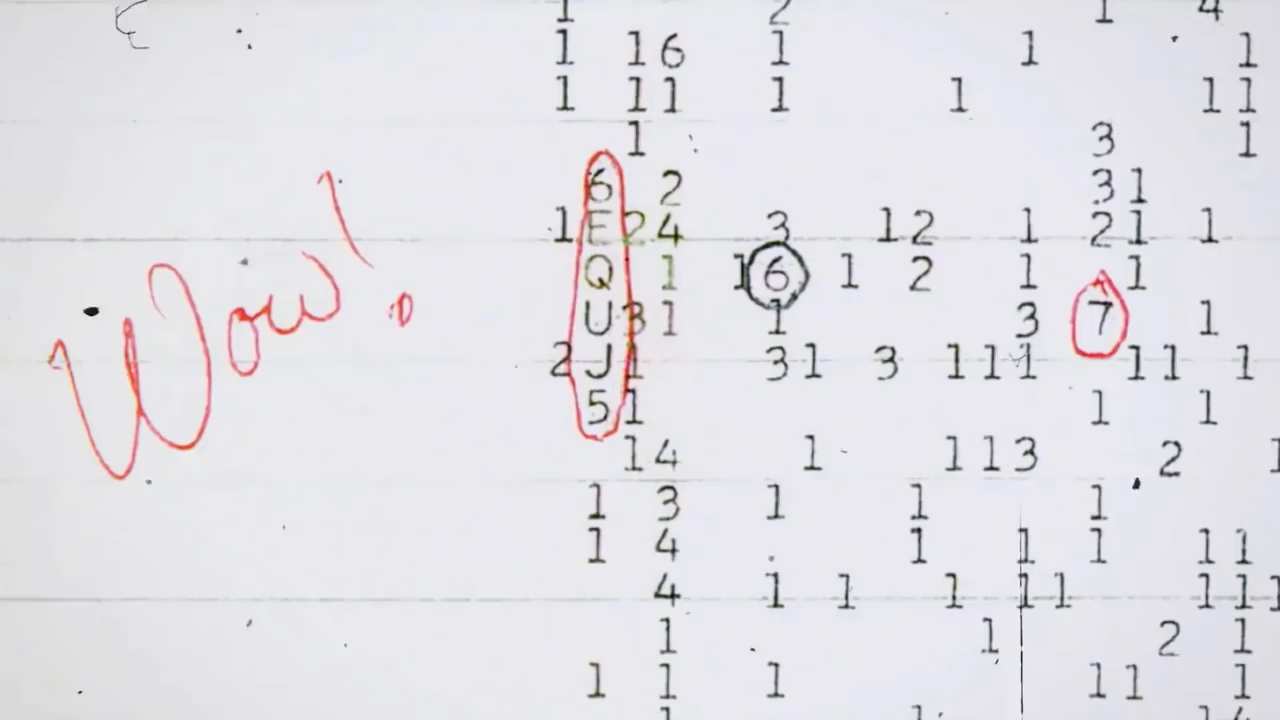 1 2 1 4
1 16 1 1 1
1 11 1 1 11
1 3 1
6 2 31
1E24 3 12 1 21 1
Wow! Q 1 16 1 2 1 1
U31 1 3 7 1
2J1 31 3 111 11 1
51 1 1
14 1 113 2 1
1 3 1 1 1
1 4 1 1 1 11
4 1 1 1 11 111
1 1 2 1
1 1 1 11 1
1 1 14